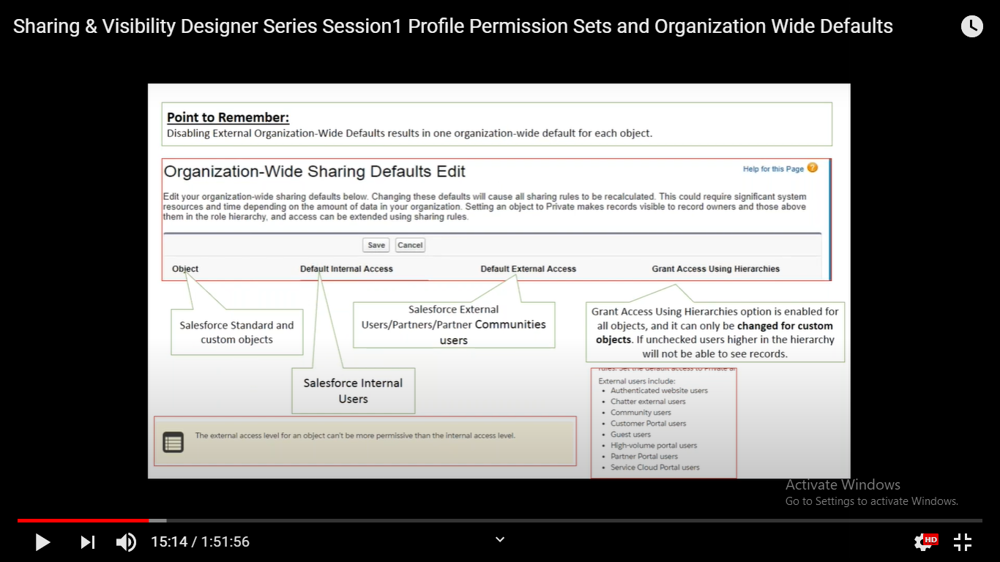 Sharing & Visibility Designer Series Session1 Profile Permission Sets and Organization Wide Defaults
Point to Remember:
Disabling External Organization-Wide Defaults results in one organization-wide default for each object.
Organization-Wide Sharing Defaults Edit
Help for this Page ?
Edit your organization-wide sharing defaults below. Changing these defaults will cause all sharing rules to be recalculated. This could require significant system
resources and time depending on the amount of data in your organization. Setting an object to Private makes records visible to record owners and those above
them in the role hierarchy, and access can be extended using sharing rules.
Save Cancel
Object Default Internal Access Default External Access Grant Access Using Hierarchies
Salesforce Standard and
custom objects
Salesforce External
Users/Partners/Partner Communities
users
Grant Access Using Hierarchies option is enabled for
all objects, and it can only be changed for custom
objects. If unchecked users higher in the hierarchy
will not be able to see records.
Salesforce Internal
Users
rules. Set the default access to Private
External users include:
• Authenticated website users
• Chatter external users
• Community users
• Customer Portal users
• Guest users
• High-volume portal users
• Partner Portal users
• Service Cloud Portal users
The external access level for an object can't be more permissive than the internal access level.
Activate Windows
Go to Settings to activate Windows.
15:14 / 1:51:56
HD